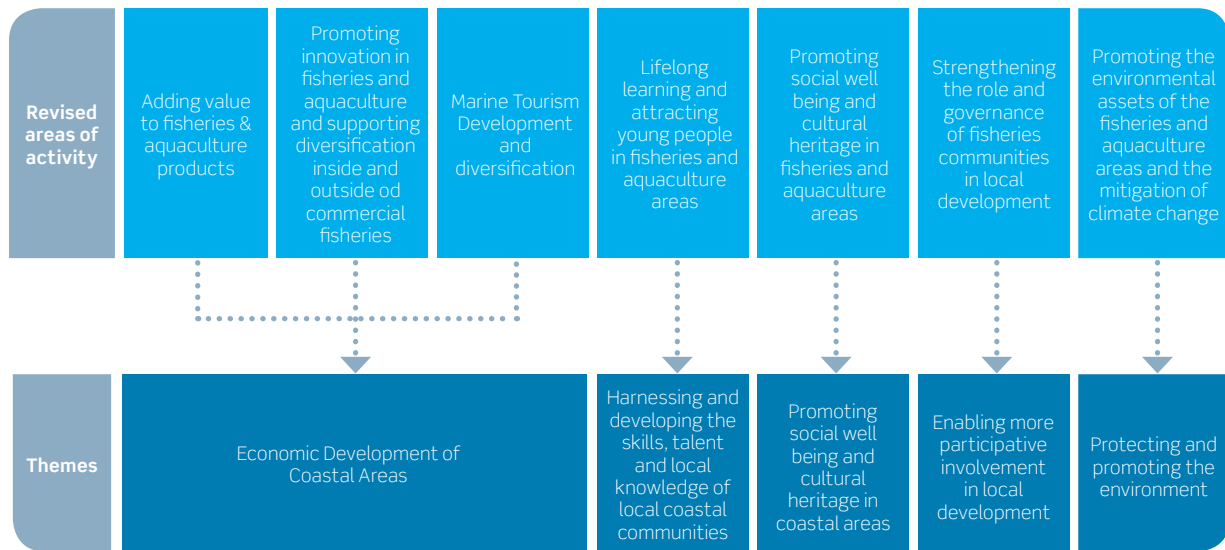 Revised
areas of
activity
Adding value
to fisheries &
aquaculture
products
Promoting
innovation in
fisheries and
aquaculture
and supporting
diversification
inside and
outside od
commercial
fisheries
Marine Tourism
Development
and
diversification
Lifelong
learning and
attracting
young people
in fisheries and
aquaculture
areas
Promoting
social well
being and
cultural
heritage in
fisheries and
aquaculture
areas
Strengthening
the role and
governance
of fisheries
communities
in local
development
Promoting the
environmental
assets of the
fisheries and
aquaculture
areas and the
mitigation of
climate change
Themes
Economic Development of
Coastal Areas
Harnessing and
developing the
skills, talent
and local
knowledge of
local coastal
communities
Promoting
social well
being and
cultural
heritage in
coastal areas
Enabling more
participative
involvement
in local
development
Protecting and
promoting the
environment